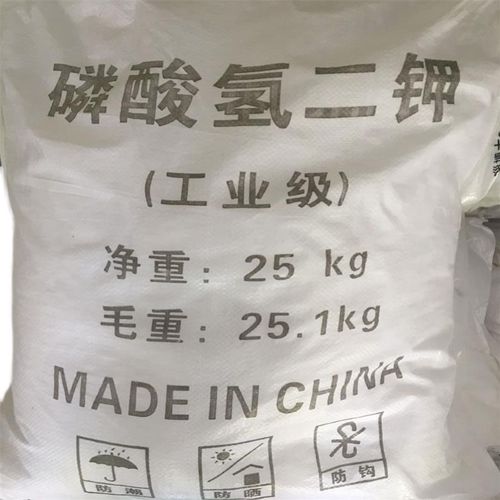 磷酸氢二钾
(工业级)
净重：25 kg
毛重：25.1kg
MADE IN CHINA
防潮 防晒 防钩